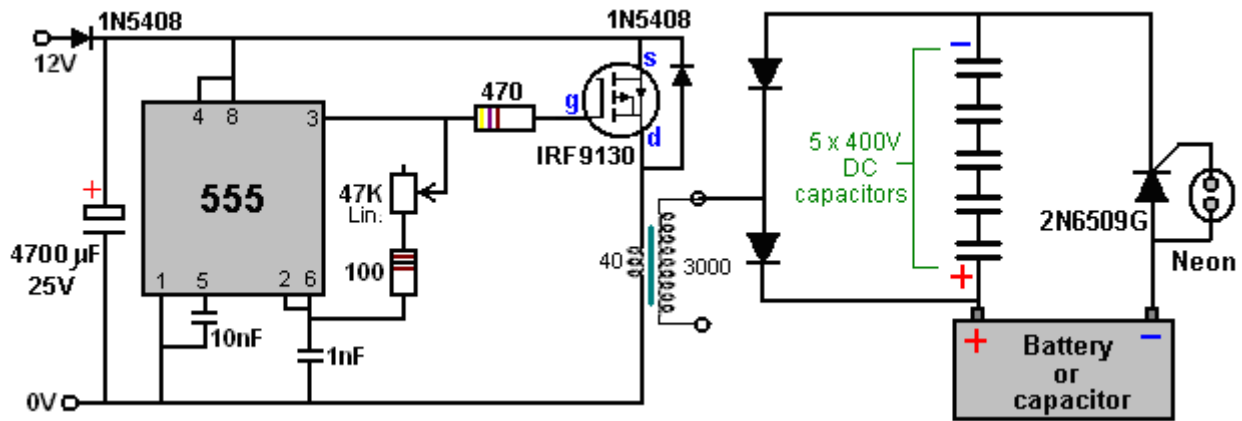 1N5408
12V
4 8 3
555
1 5 2 6
+
4700 µF
25V
10nF
1nF
0V
47K
Lin.
100
470
g
s
d
IRF9130
1N5408
40
3000
5 x 400V
DC
capacitors
−
+
2N6509G
Neon
+ −
Battery
or
capacitor